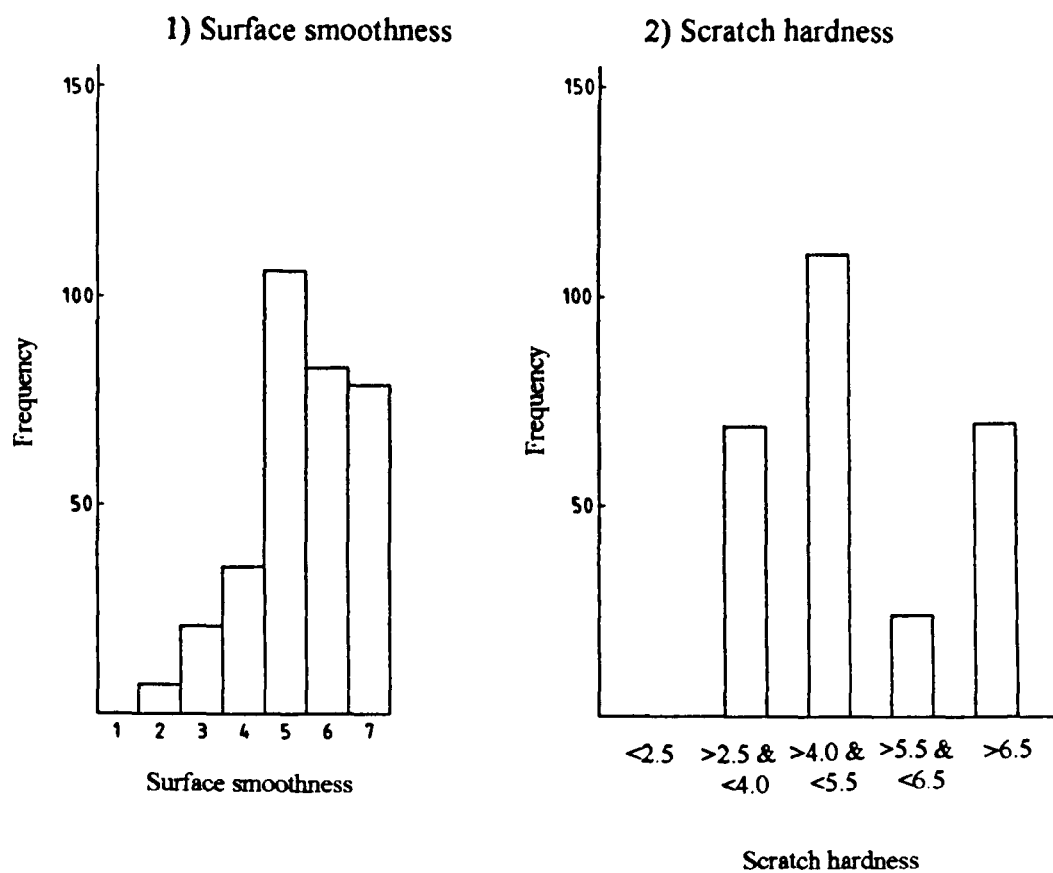 1) Surface smoothness
150
100
50
Frequency
1 2 3 4 5 6 7
Surface smoothness
2) Scratch hardness
150
100
50
Frequency
<2.5 >2.5 & >4.0 & >5.5 & >6.5
<4.0 <5.5 <6.5
Scratch hardness